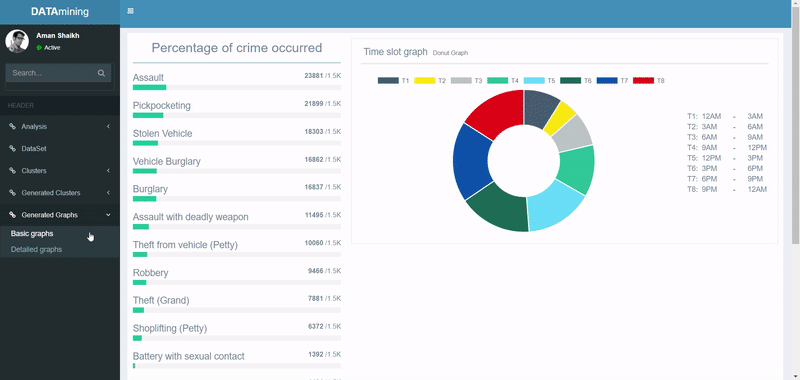 DATAmining
Aman Shaikh
Active
Search...
HEADER
Analysis
DataSet
Clusters
Generated Clusters
Generated Graphs
Basic graphs
Detailed graphs
Percentage of crime occurred
Assault 23881 /1.5K
Pickpocketing 21899 /1.5K
Stolen Vehicle 18303 /1.5K
Vehicle Burglary 16862 /1.5K
Burglary 16837 /1.5K
Assault with deadly weapon 11495 /1.5K
Theft from vehicle (Petty) 10060 /1.5K
Robbery 9466 /1.5K
Theft (Grand) 7881 /1.5K
Shoplifting (Petty) 6372 /1.5K
Battery with sexual contact 1392 /1.5K
Time slot graph Donut Graph
T1 T2 T3 T4 T5 T6 T7 T8
T1: 12AM - 3AM
T2: 3AM - 6AM
T3: 6AM - 9AM
T4: 9AM - 12PM
T5: 12PM - 3PM
T6: 3PM - 6PM
T7: 6PM - 9PM
T8: 9PM - 12AM